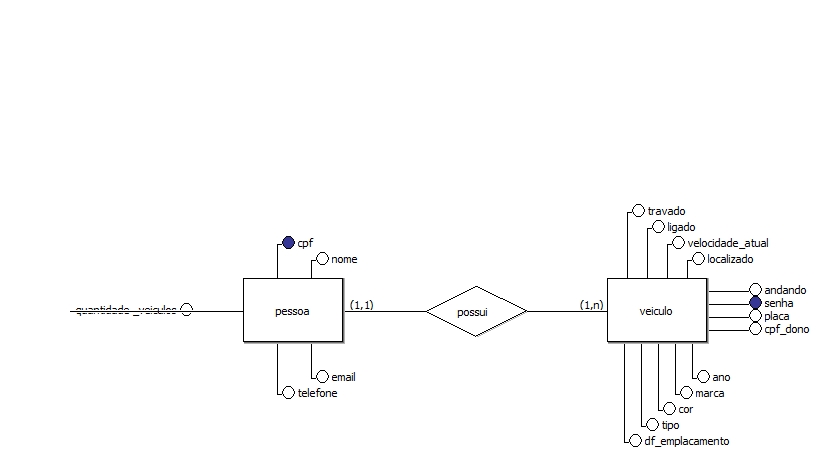 travado
ligado
cpf
velocidade_atual
nome
localizado
andando
senha
quantidade_veiculos
pessoa
(1,1)
possui
(1,n)
veiculo
placa
cpf_dono
email
ano
telefone
marca
cor
tipo
df_emplacamento